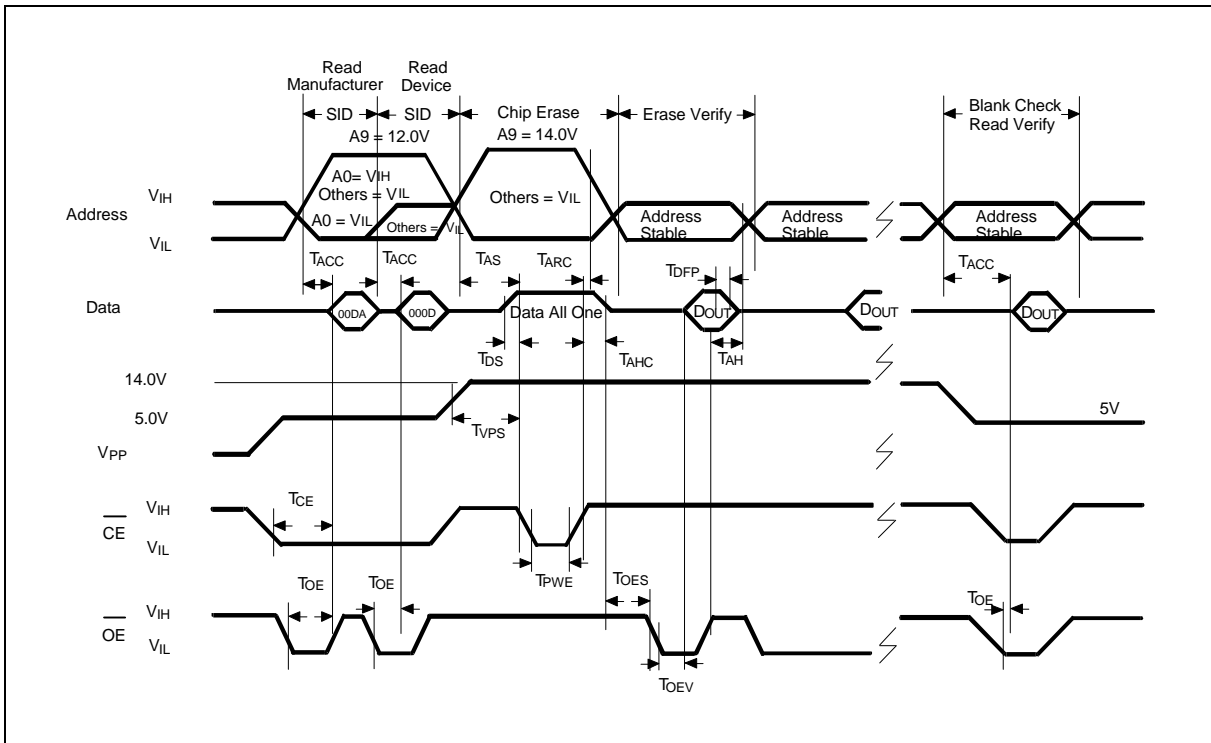 Read Manufacturer
Read Device
SID
SID
Chip Erase
Erase Verify
Blank Check
Read Verify
A9 = 12.0V
A9 = 14.0V
Address
VIH
VIL
A0= VIH
Others = VIL
A0 = VIL
Others = VIL
Others = VIL
Address Stable
Address Stable
Address Stable
TACC
TACC
TAS
TARC
TDFP
TACC
Data
00DA
000D
Data All One
DOUT
DOUT
DOUT
TDS
TAHC
TAH
14.0V
5.0V
VPP
TVPS
5V
CE
VIH
VIL
TCE
TPWE
OE
VIH
VIL
TOE
TOE
TOES
TOEV
TOE